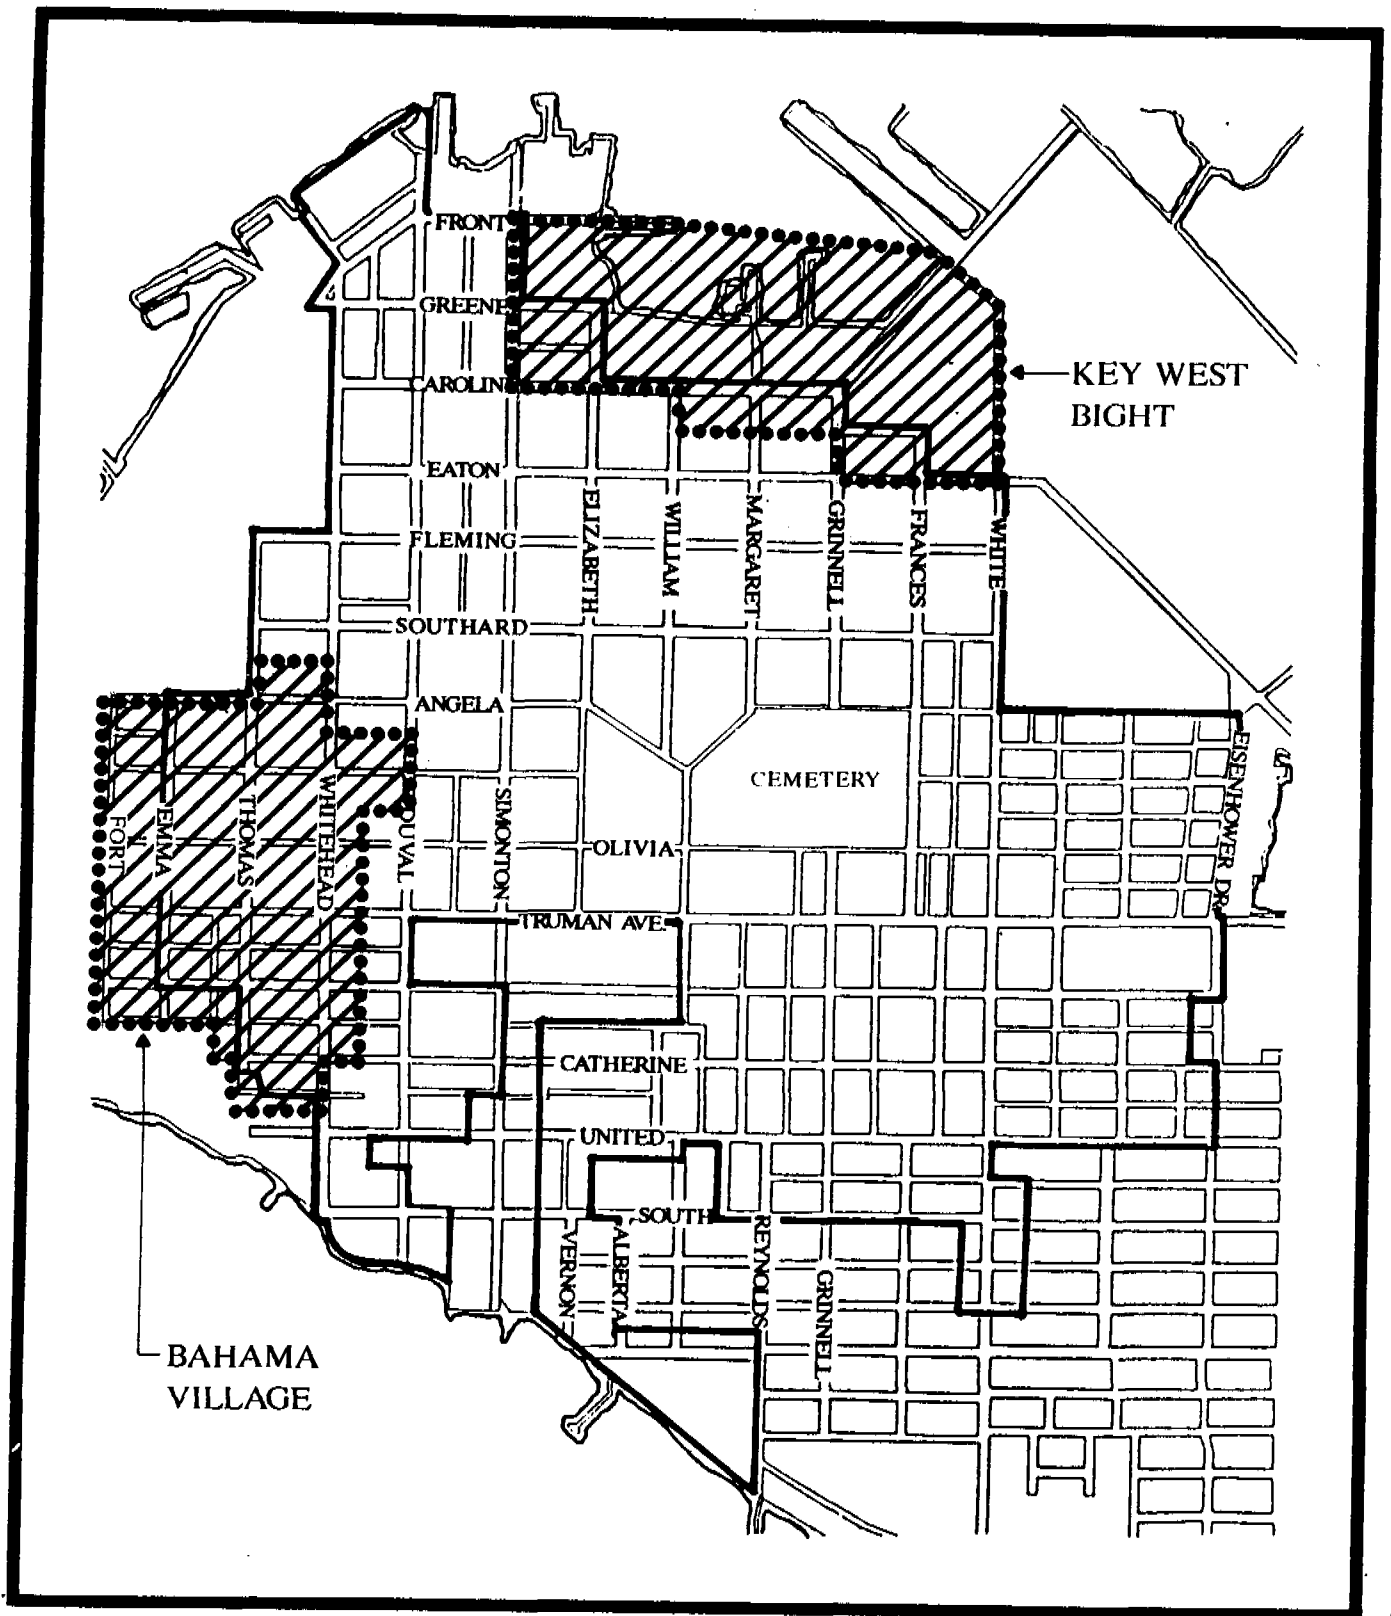 FRONT
GREENE
KEY WEST
BIGHT
CAROLIN
EATON
ELIZABETH
WILLIAM
MARGARET
GRINNELL
FRANCES
WHITE
FLEMING
SOUTHARD
ANGELA
EISENHOWER DR.
CEMETERY
FORT
EMMA
THOMAS
WHITEHEAD
DUVAL
SIMONTON
OLIVIA
TRUMAN AVE.
CATHERINE
UNITED
SOUTH
VERNON
ALBERTA
REYNOLDS
GRINNELL
BAHAMA
VILLAGE